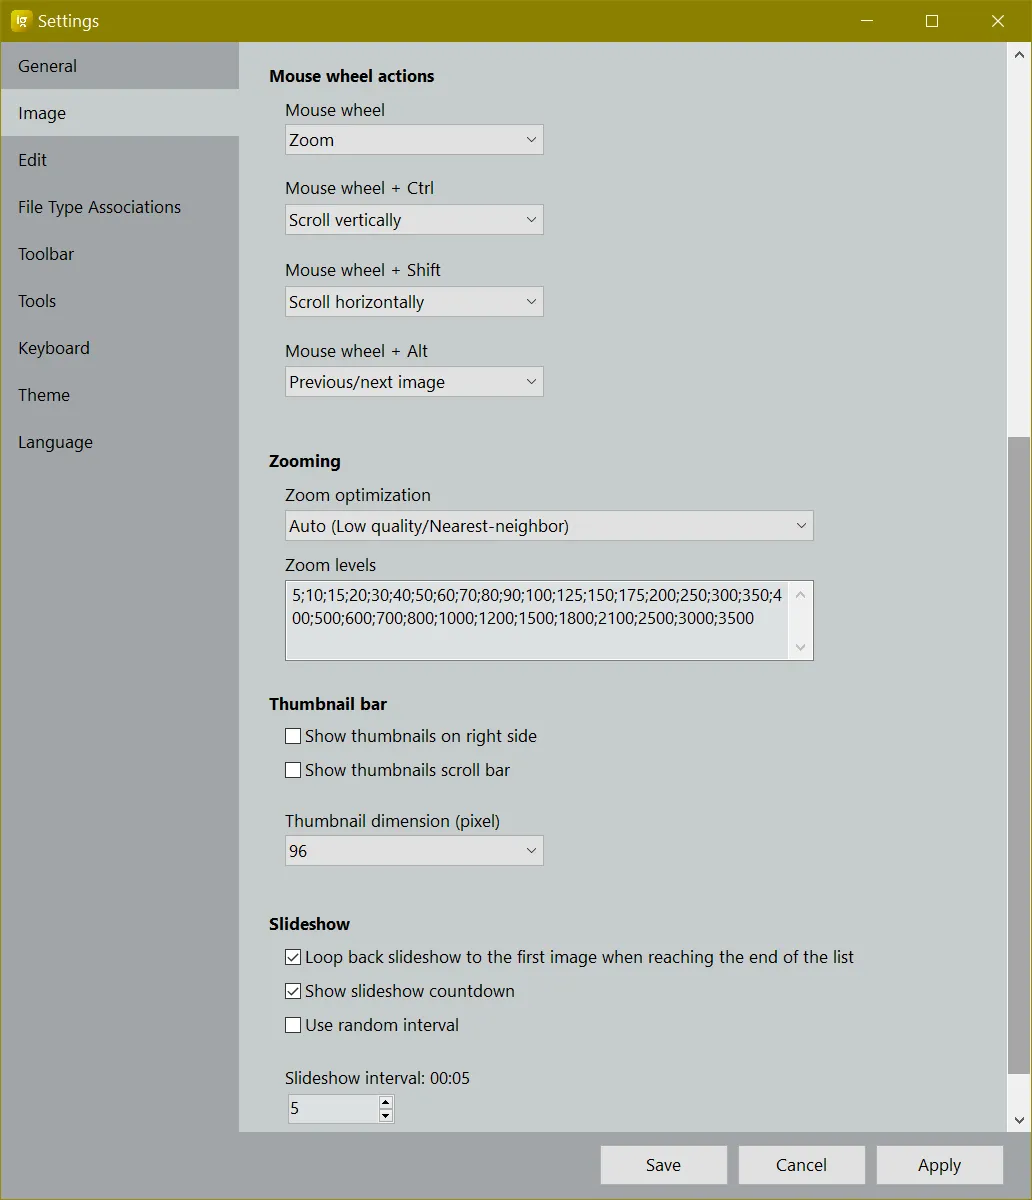 Ig
Settings
General
Image
Edit
File Type Associations
Toolbar
Tools
Keyboard
Theme
Language
Mouse wheel actions
Mouse wheel
Zoom
Mouse wheel + Ctrl
Scroll vertically
Mouse wheel + Shift
Scroll horizontally
Mouse wheel + Alt
Previous/next image
Zooming
Zoom optimization
Auto (Low quality/Nearest-neighbor)
Zoom levels
5;10;15;20;30;40;50;60;70;80;90;100;125;150;175;200;250;300;350;4
00;500;600;700;800;1000;1200;1500;1800;2100;2500;3000;3500
Thumbnail bar
Show thumbnails on right side
Show thumbnails scroll bar
Thumbnail dimension (pixel)
96
Slideshow
Loop back slideshow to the first image when reaching the end of the list
Show slideshow countdown
Use random interval
Slideshow interval: 00:05
5
Save
Cancel
Apply